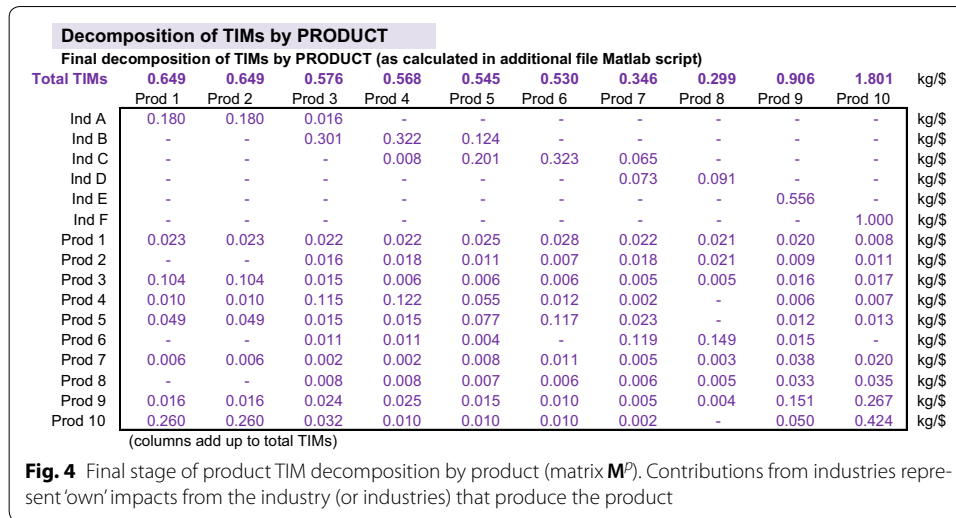 Decomposition of TIMs by PRODUCT
Final decomposition of TIMs by PRODUCT (as calculated in additional file Matlab script)
Total TIMs 0.649 0.649 0.576 0.568 0.545 0.530 0.346 0.299 0.906 1.801 kg/$
Prod 1 Prod 2 Prod 3 Prod 4 Prod 5 Prod 6 Prod 7 Prod 8 Prod 9 Prod 10
Ind A 0.180 0.180 0.016 - - - - - - - kg/$
Ind B - - 0.301 0.322 0.124 - - - - - kg/$
Ind C - - - 0.008 0.201 0.323 0.065 - - - kg/$
Ind D - - - - - - 0.073 0.091 - - kg/$
Ind E - - - - - - - - 0.556 - kg/$
Ind F - - - - - - - - - 1.000 kg/$
Prod 1 0.023 0.023 0.022 0.022 0.025 0.028 0.022 0.021 0.020 0.008 kg/$
Prod 2 - - 0.016 0.018 0.011 0.007 0.018 0.021 0.009 0.011 kg/$
Prod 3 0.104 0.104 0.015 0.006 0.006 0.006 0.005 0.005 0.016 0.017 kg/$
Prod 4 0.010 0.010 0.115 0.122 0.055 0.012 0.002 - 0.006 0.007 kg/$
Prod 5 0.049 0.049 0.015 0.015 0.077 0.117 0.023 - 0.012 0.013 kg/$
Prod 6 - - 0.011 0.011 0.004 - 0.119 0.149 0.015 - kg/$
Prod 7 0.006 0.006 0.002 0.002 0.008 0.011 0.005 0.003 0.038 0.020 kg/$
Prod 8 - - 0.008 0.008 0.007 0.006 0.006 0.005 0.033 0.035 kg/$
Prod 9 0.016 0.016 0.024 0.025 0.015 0.010 0.005 0.004 0.151 0.267 kg/$
Prod 10 0.260 0.260 0.032 0.010 0.010 0.010 0.002 - 0.050 0.424 kg/$
(columns add up to total TIMs)
Fig. 4 Final stage of product TIM decomposition by product (matrix Mᵖ). Contributions from industries repre-
sent ‘own’ impacts from the industry (or industries) that produce the product